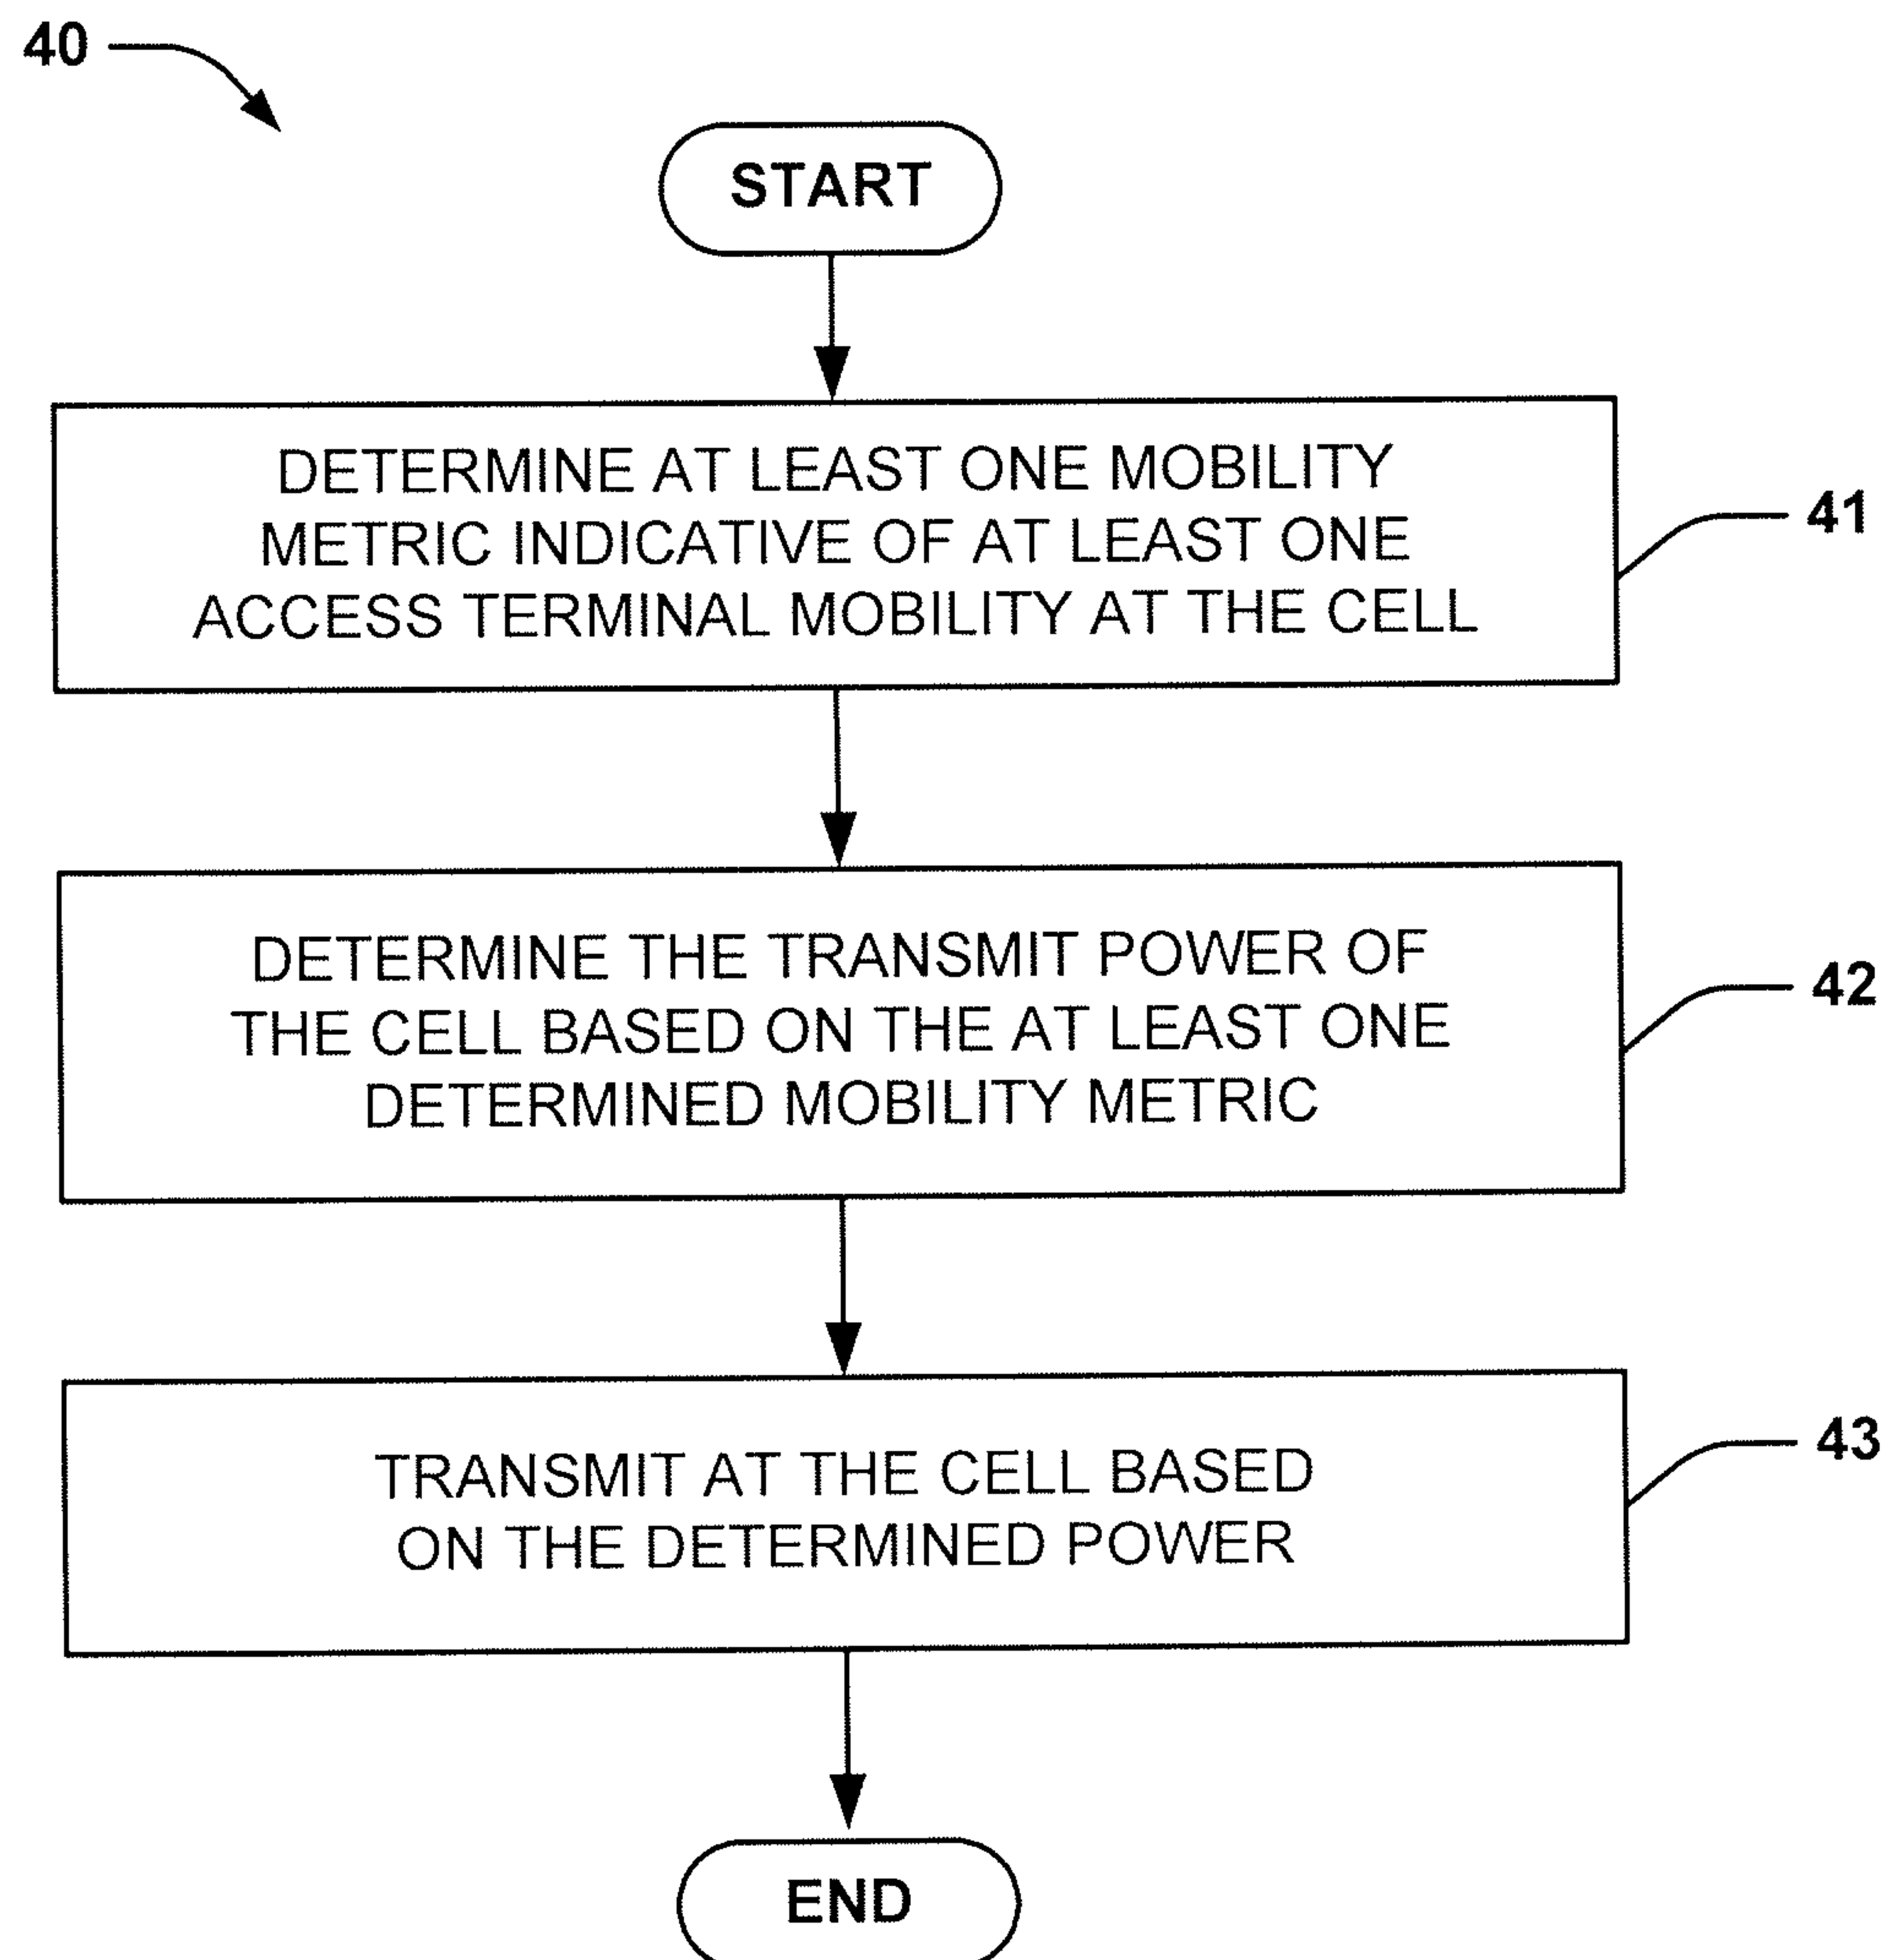 40
START
DETERMINE AT LEAST ONE MOBILITY
METRIC INDICATIVE OF AT LEAST ONE
ACCESS TERMINAL MOBILITY AT THE CELL
41
DETERMINE THE TRANSMIT POWER OF
THE CELL BASED ON THE AT LEAST ONE
DETERMINED MOBILITY METRIC
42
TRANSMIT AT THE CELL BASED
ON THE DETERMINED POWER
43
END